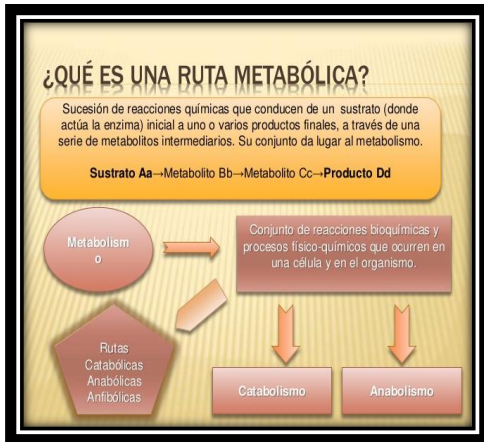 ¿QUÉ ES UNA RUTA METABÓLICA?
Sucesión de reacciones químicas que conducen de un sustrato (donde
actúa la enzima) inicial a uno o varios productos finales, a través de una
serie de metabolitos intermediarios. Su conjunto da lugar al metabolismo.
Sustrato Aa→Metabolito Bb→Metabolito Cc→Producto Dd
Metabolism
o
Conjunto de reacciones bioquímicas y
procesos físico-químicos que ocurren en
una célula y en el organismo.
Rutas
Catabólicas
Anabólicas
Anfibólicas
Catabolismo
Anabolismo